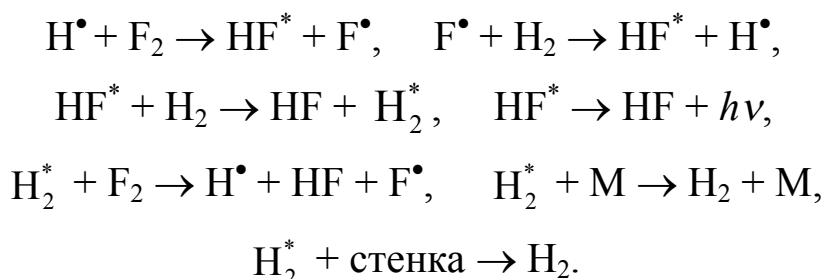 H• + F₂ → HF* + F•, F• + H₂ → HF* + H•,
HF* + H₂ → HF + H₂*, HF* → HF + hν,
H₂* + F₂ → H• + HF + F•, H₂* + M → H₂ + M,
H₂* + стенка → H₂.